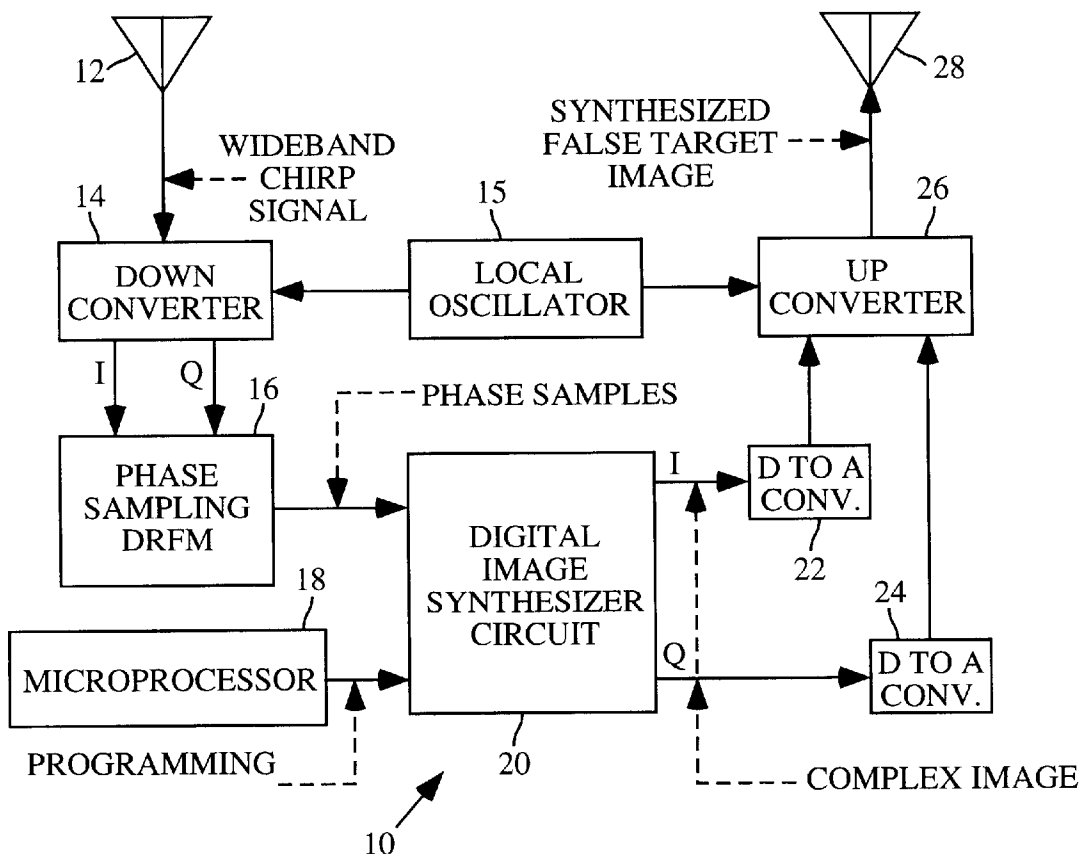 12
28
WIDEBAND
CHIRP
SIGNAL
SYNTHESIZED
FALSE TARGET
IMAGE
14
15
26
DOWN
CONVERTER
LOCAL
OSCILLATOR
UP
CONVERTER
I
Q
16
PHASE SAMPLES
PHASE
SAMPLING
DRFM
DIGITAL
IMAGE
SYNTHESIZER
CIRCUIT
I
D TO A
CONV.
22
18
MICROPROCESSOR
Q
24
D TO A
CONV.
PROGRAMMING
20
COMPLEX IMAGE
10